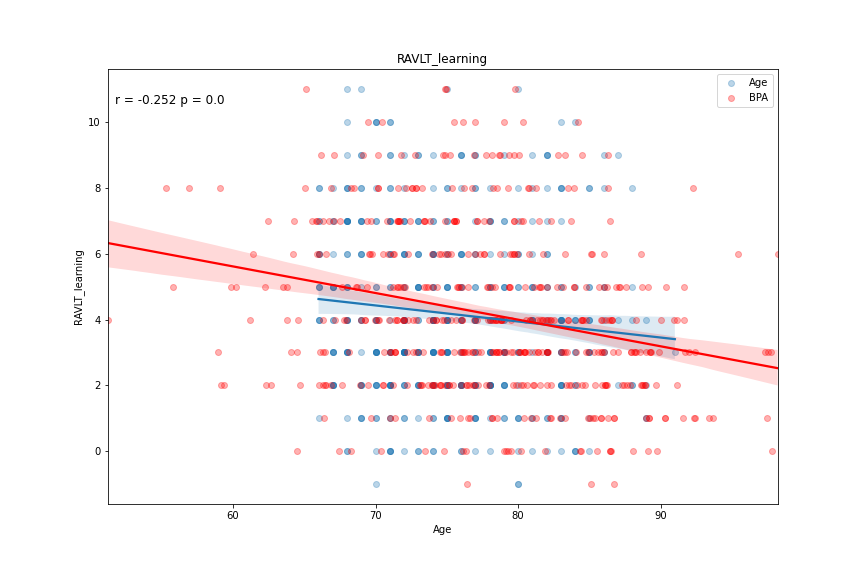 RAVLT_learning
r = -0.252 p = 0.0
Age
BPA
10
8
6
4
2
0
RAVLT_learning
60
70
80
90
Age